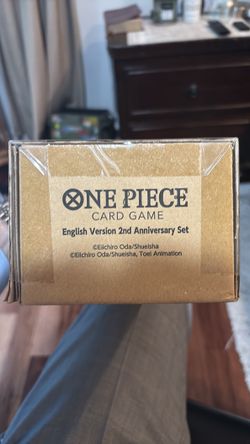 ONE PIECE
CARD GAME
English Version 2nd Anniversary Set
©Eiichiro Oda/Shueisha
©Eiichiro Oda/Shueisha, Toei Animation